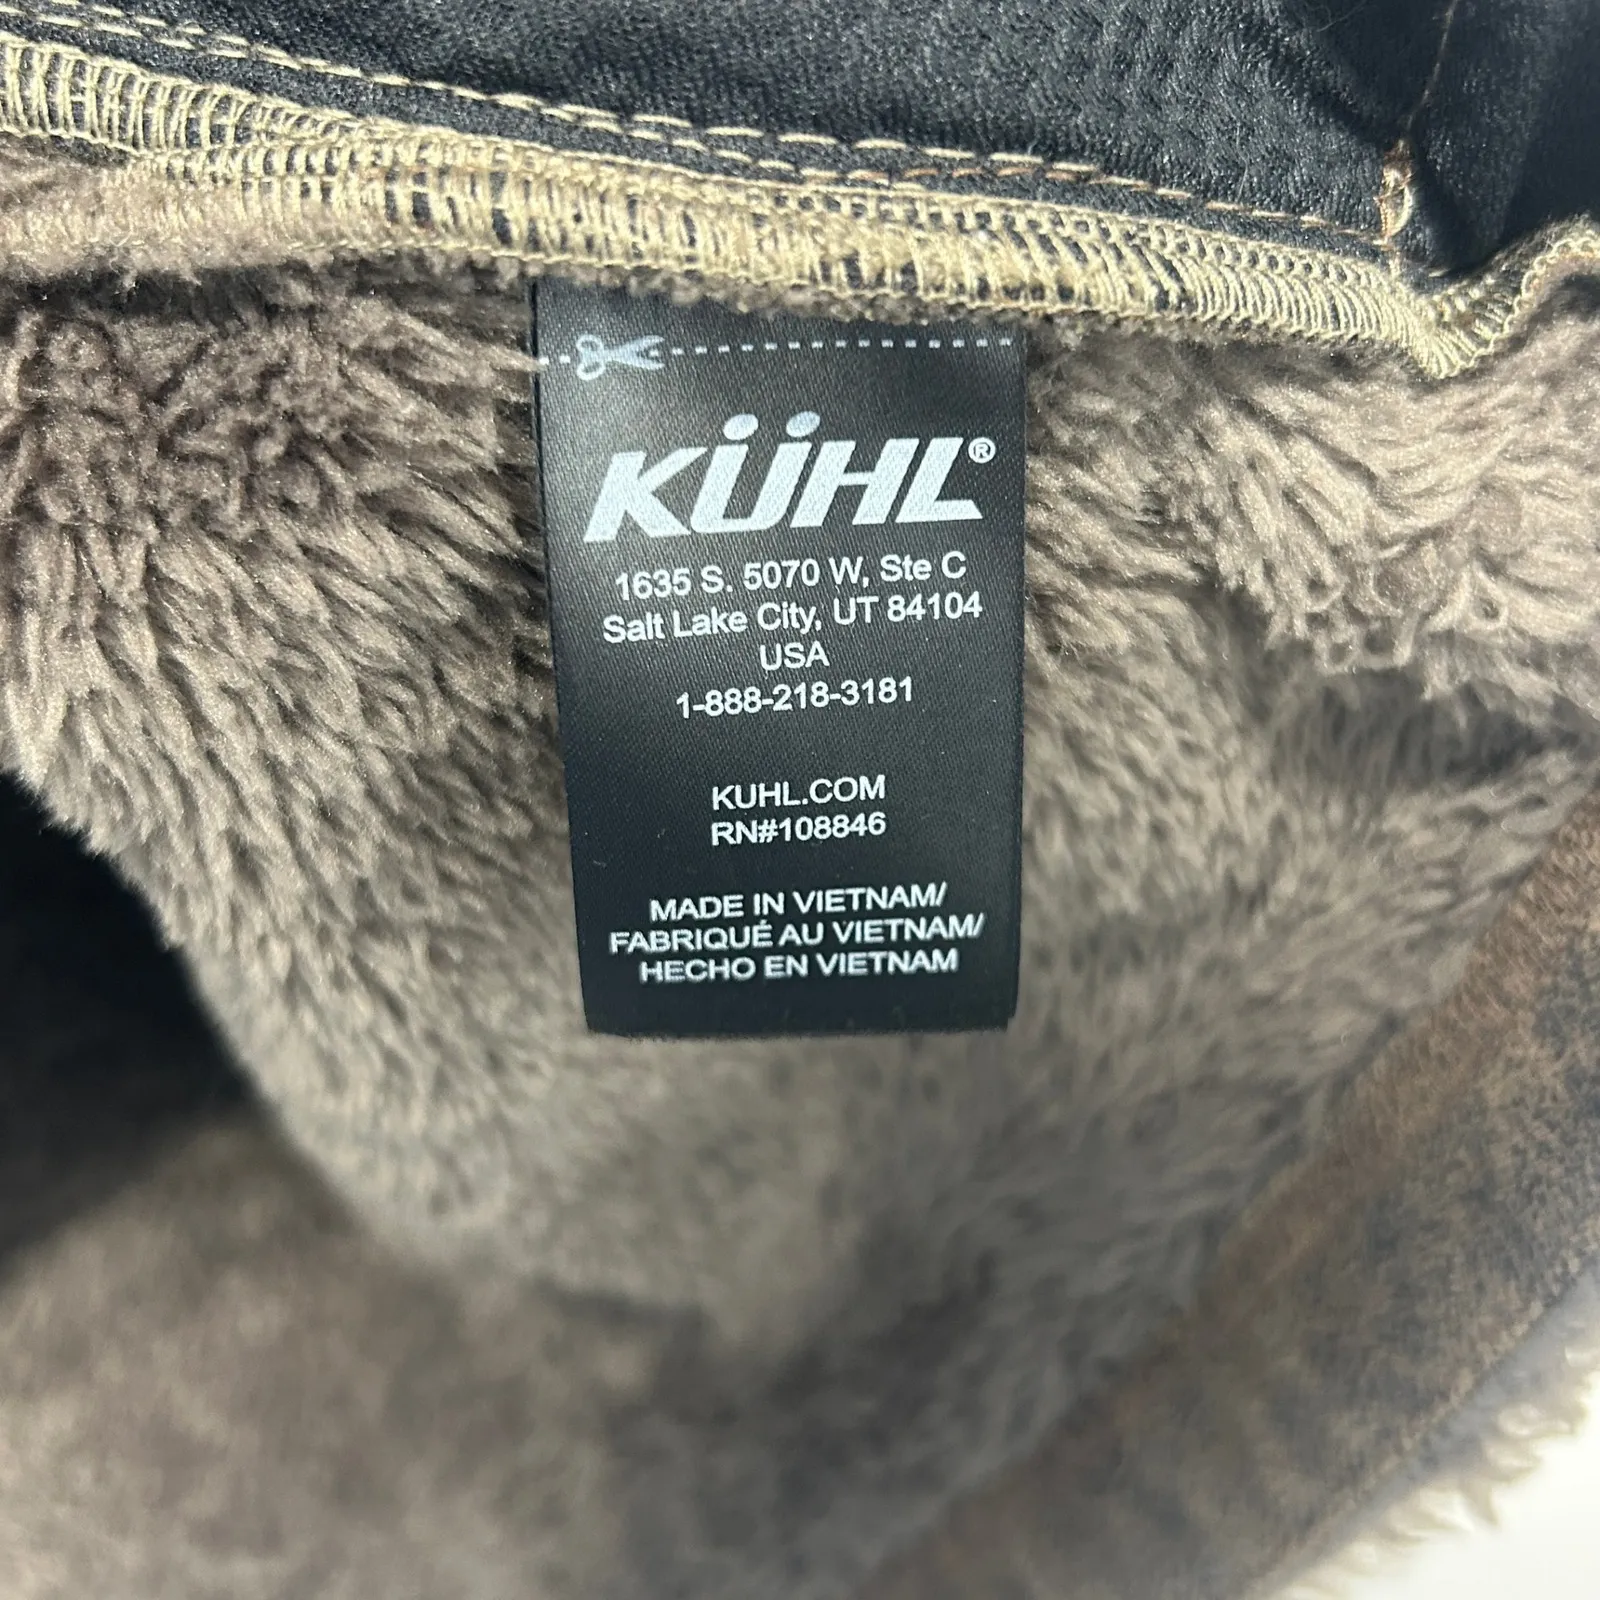 KÜHL®
1635 S. 5070 W, Ste C
Salt Lake City, UT 84104
USA
1-888-218-3181
KUHL.COM
RN#108846
MADE IN VIETNAM/
FABRIQUÉ AU VIETNAM/
HECHO EN VIETNAM